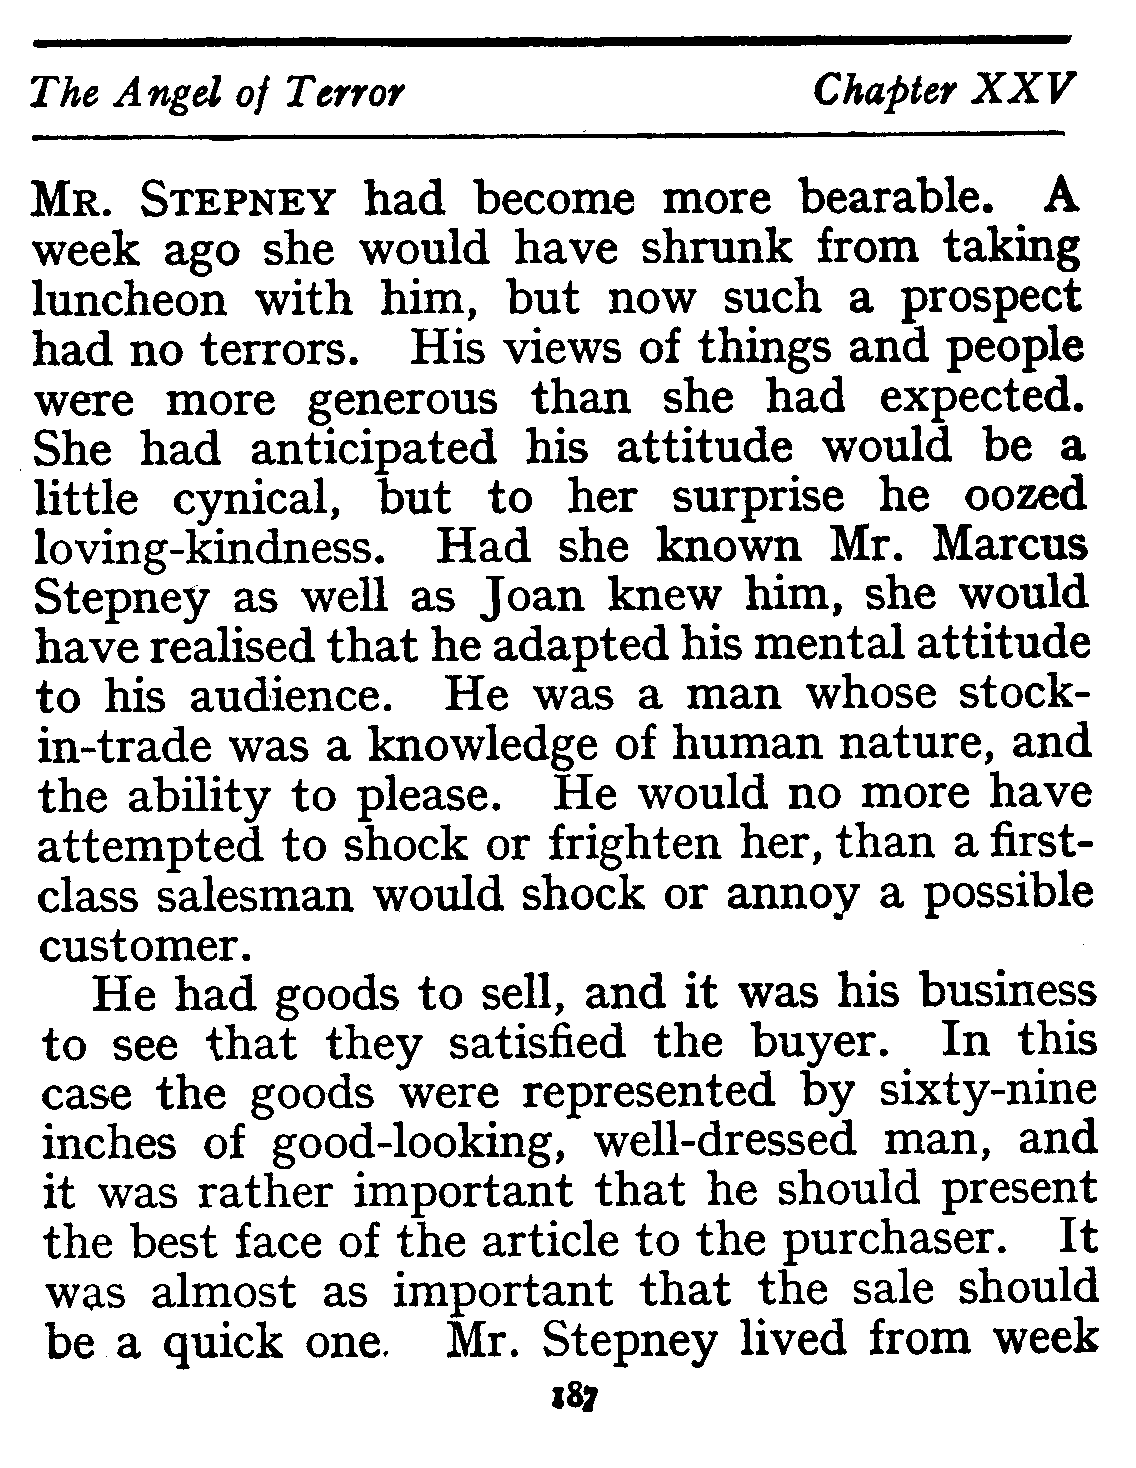 The Angel of Terror Chapter XXV
MR. STEPNEY had become more bearable. A
week ago she would have shrunk from taking
luncheon with him, but now such a prospect
had no terrors. His views of things and people
were more generous than she had expected.
She had anticipated his attitude would be a
little cynical, but to her surprise he oozed
loving-kindness. Had she known Mr. Marcus
Stepney as well as Joan knew him, she would
have realised that he adapted his mental attitude
to his audience. He was a man whose stock-
in-trade was a knowledge of human nature, and
the ability to please. He would no more have
attempted to shock or frighten her, than a first-
class salesman would shock or annoy a possible
customer.
He had goods to sell, and it was his business
to see that they satisfied the buyer. In this
case the goods were represented by sixty-nine
inches of good-looking, well-dressed man, and
it was rather important that he should present
the best face of the article to the purchaser. It
was almost as important that the sale should
be a quick one. Mr. Stepney lived from week
187